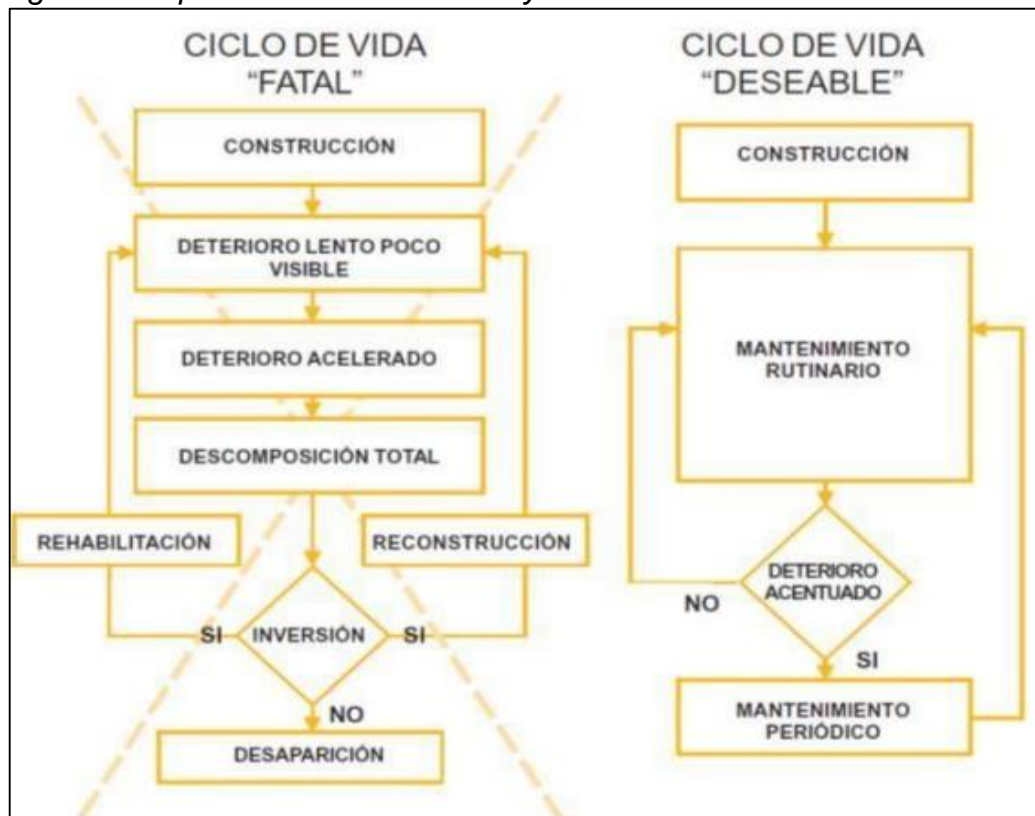 CICLO DE VIDA
“FATAL”
CONSTRUCCIÓN
DETERIORO LENTO POCO
VISIBLE
DETERIORO ACELERADO
DESCOMPOSICIÓN TOTAL
REHABILITACIÓN
RECONSTRUCCIÓN
SI
INVERSIÓN
SI
NO
DESAPARICIÓN
CICLO DE VIDA
“DESEABLE”
CONSTRUCCIÓN
MANTENIMIENTO
RUTINARIO
DETERIORO
ACENTUADO
NO
SI
MANTENIMIENTO
PERIÓDICO